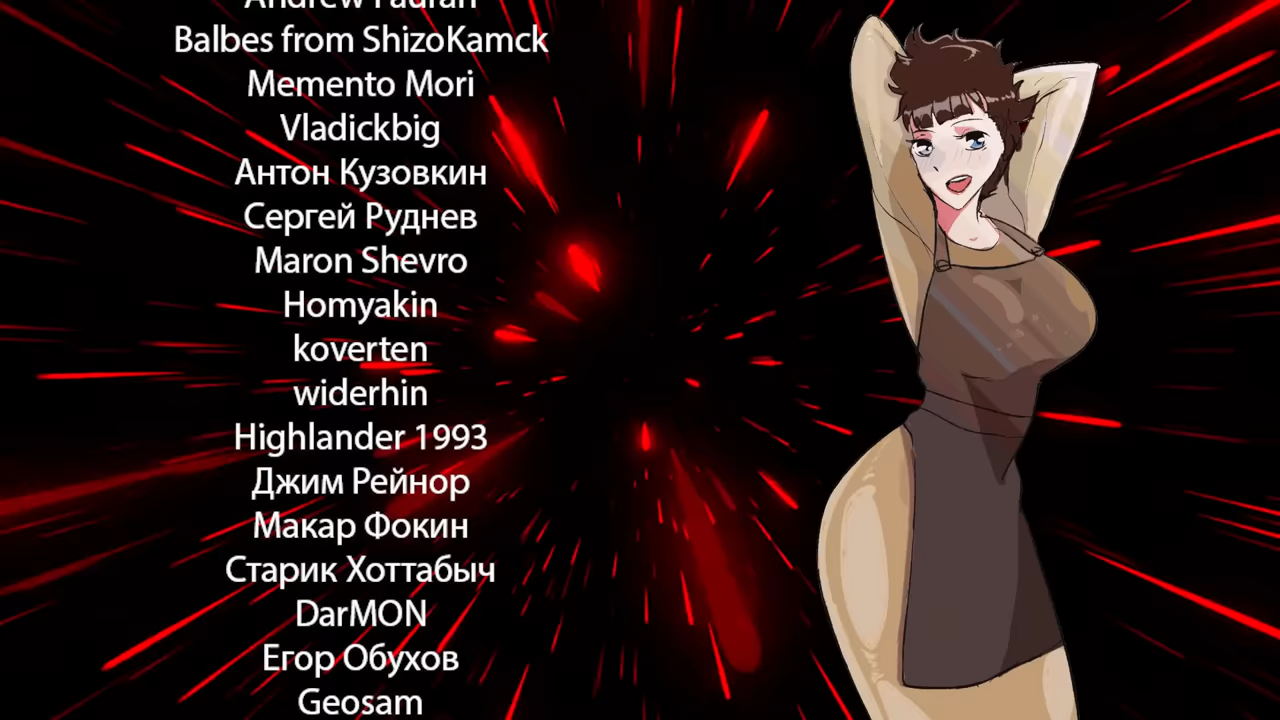 Balbes from ShizoKamck
Memento Mori
Vladickbig
Антон Кузовкин
Сергей Руднев
Maron Shevro
Homyakin
koverten
widerhin
Highlander 1993
Джим Рейнор
Макар Фокин
Старик Хоттабыч
DarMON
Егор Обухов
Geosam